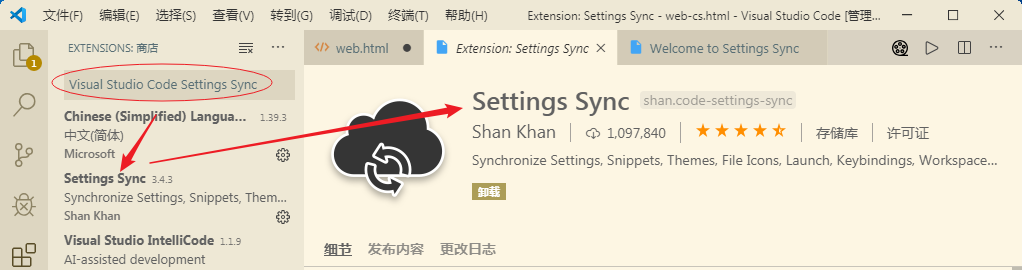 文件(F) 编辑(E) 选择(S) 查看(V) 转到(G) 调试(D) 终端(T) 帮助(H) Extension: Settings Sync - web-cs.html - Visual Studio Code [管理...
EXTENSIONS: 商店 ...
web.html Extension: Settings Sync Welcome to Settings Sync ...
1
Visual Studio Code Settings Sync
Chinese (Simplified) Langua... 1.39.3
中文(简体)
Microsoft
Settings Sync 3.4.3
Synchronize Settings, Snippets, Them...
Shan Khan
Visual Studio IntelliCode 1.1.9
AI-assisted development
Settings Sync shan.code-settings-sync
Shan Khan 1,097,840 存储库 许可证
Synchronize Settings, Snippets, Themes, File Icons, Launch, Keybindings, Workspace...
卸载
细节 发布内容 更改日志